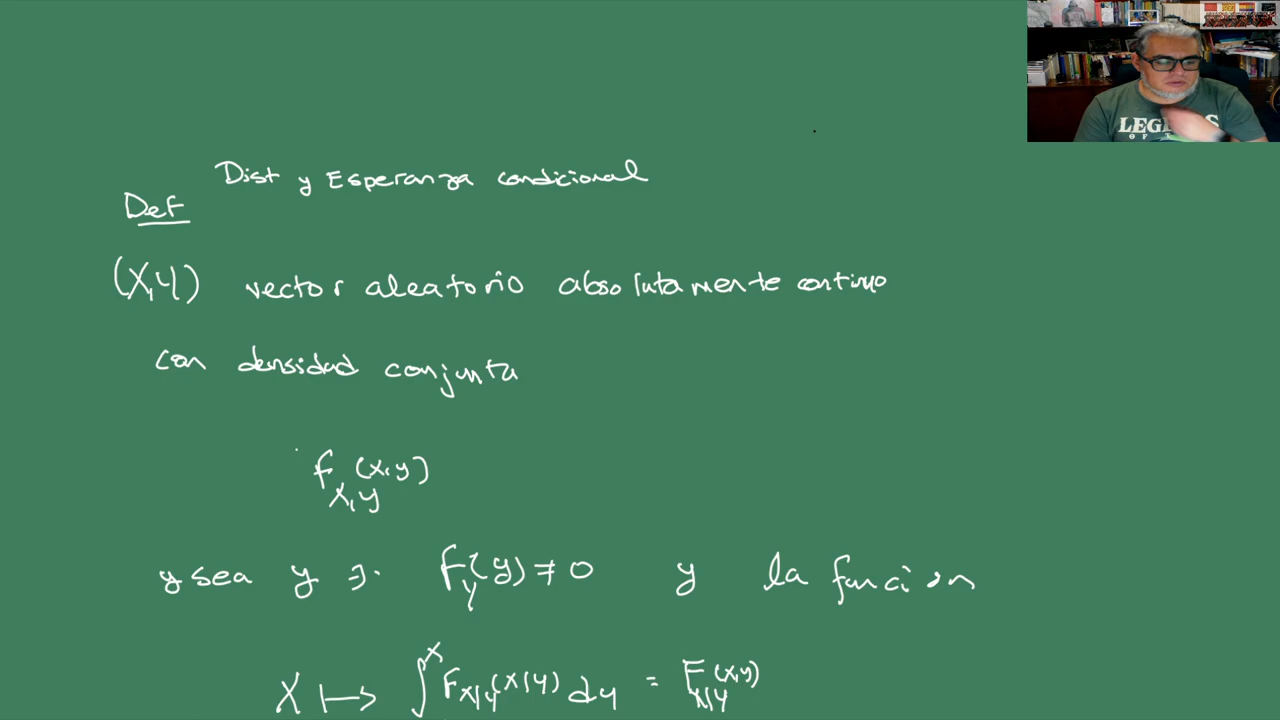 Dist y Esperanza condicional
Def
(X,Y) vector aleatorio absolutamente continuo
con densidad conjunta
f_{X,Y}(x,y)
y sea y ∋· f_Y(y) ≠ 0 y la función
X ↦ ∫^x f_{X|Y}(x|y) dy = F_{X|Y}(x,y)
LEGENDS